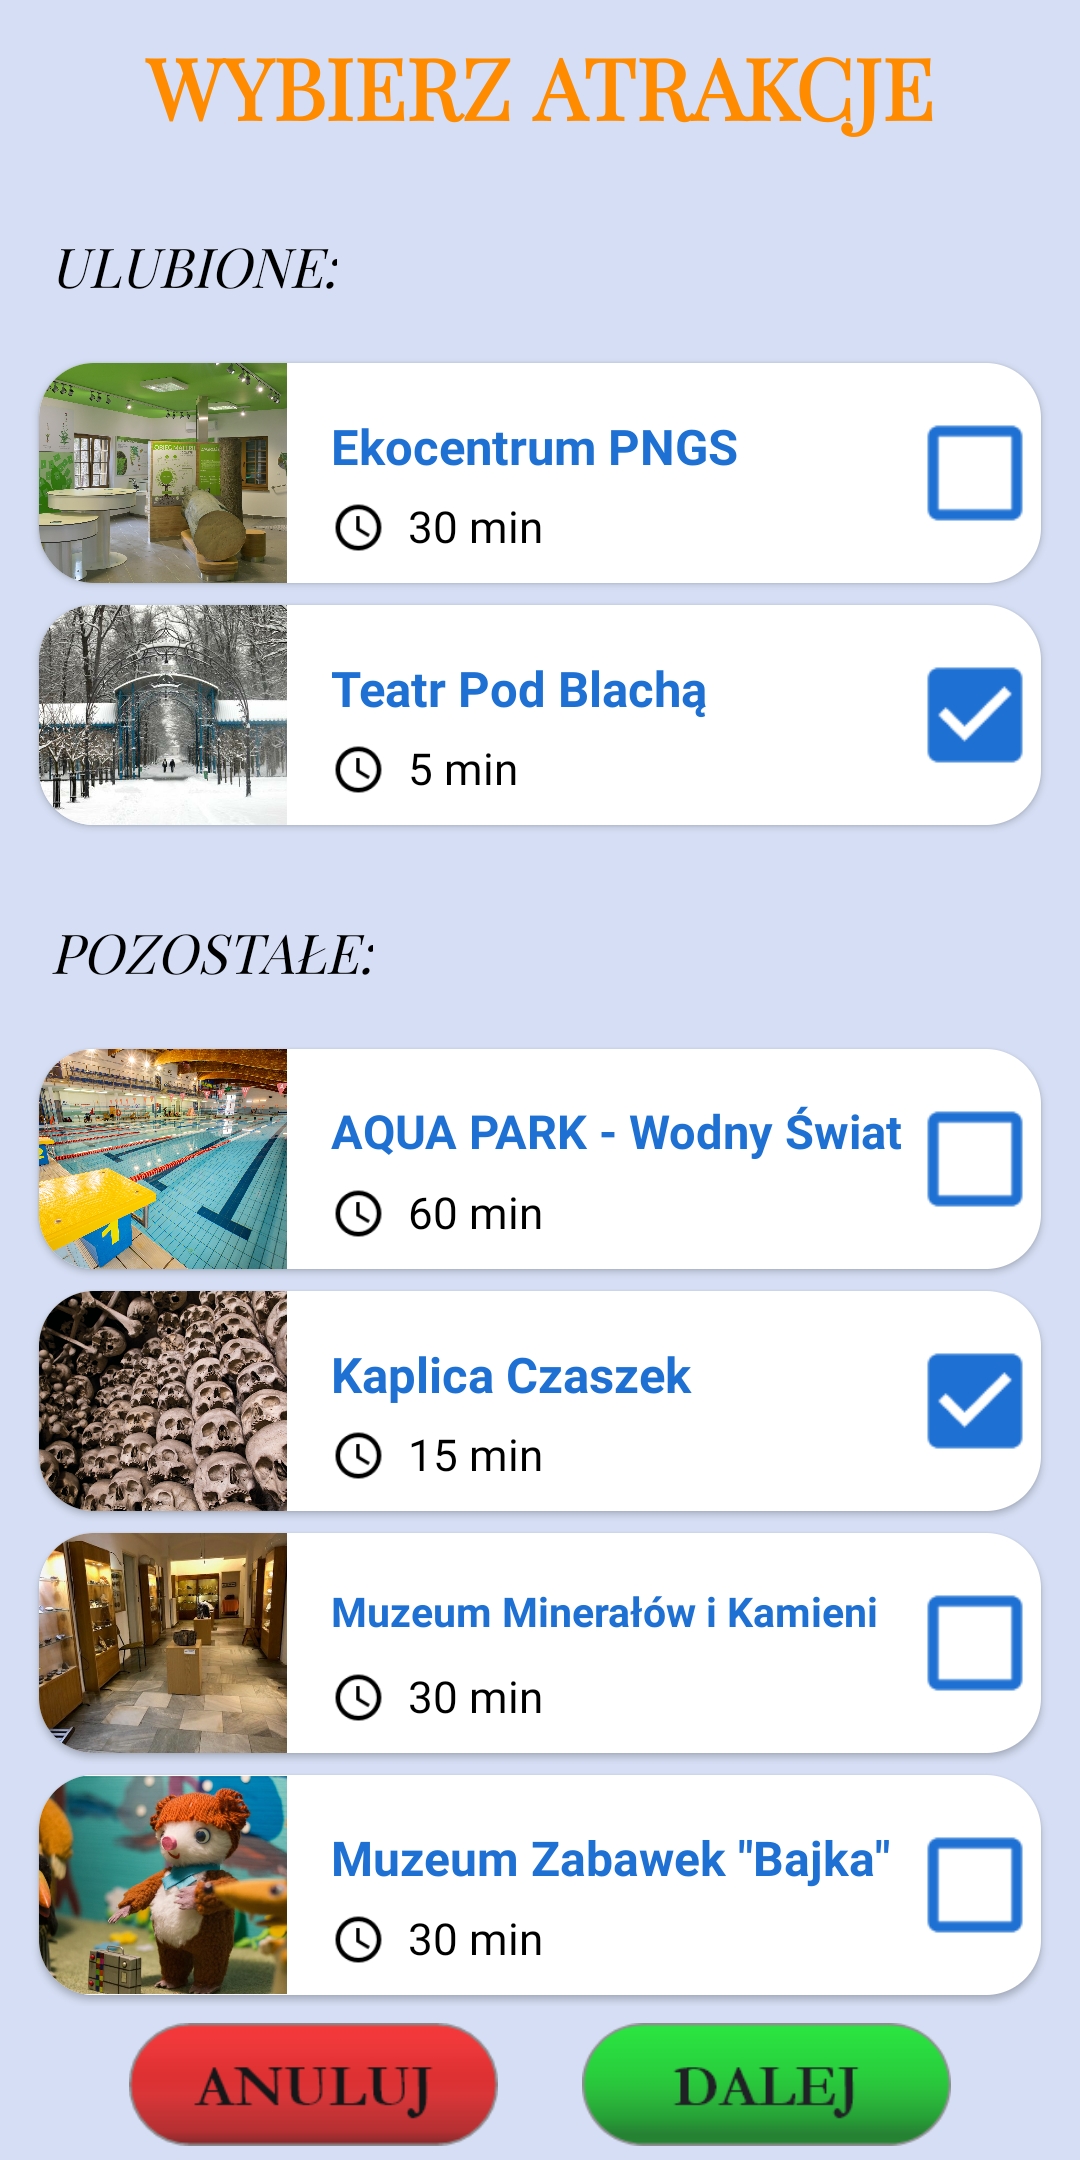 WYBIERZ ATRAKCJE
ULUBIONE:
Ekocentrum PNGS
30 min
Teatr Pod Blachą
5 min
POZOSTAŁE:
AQUA PARK - Wodny Świat
60 min
Kaplica Czaszek
15 min
Muzeum Minerałów i Kamieni
30 min
Muzeum Zabawek "Bajka"
30 min
ANULUJ
DALEJ